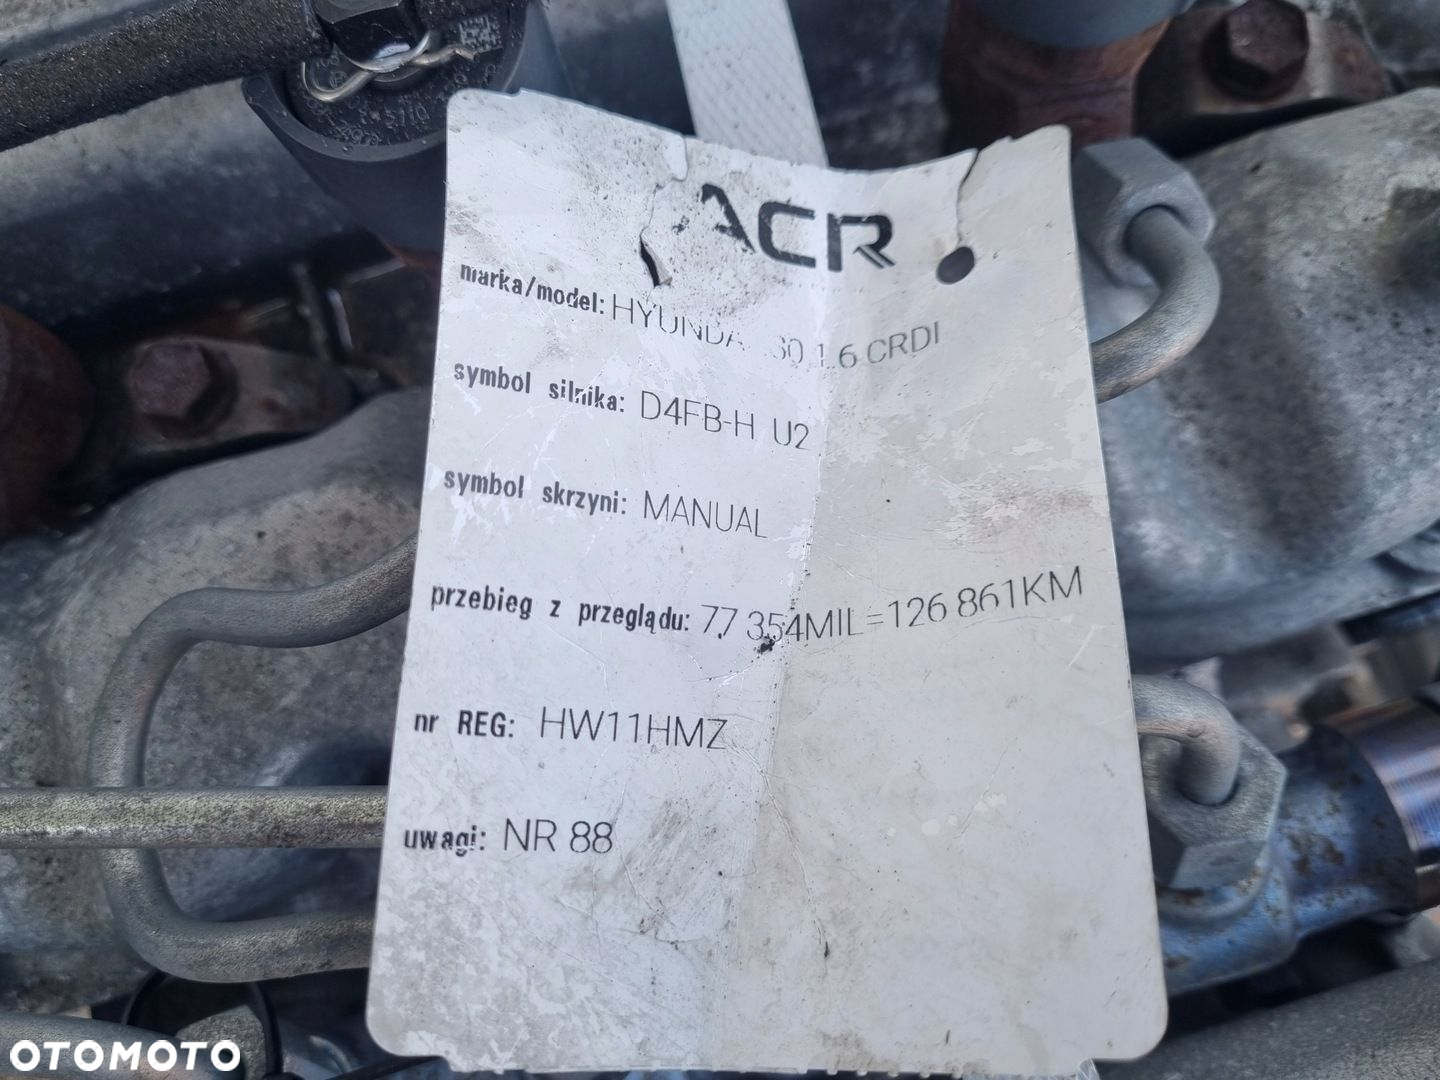 ACR
marka/model: HYUNDA 30 1.6 CRDI
symbol silnika: D4FB-H U2
symbol skrzyni: MANUAL
przebieg z przeglądu: 77 354MIL=126 861KM
nr REG: HW11HMZ
uwagi: NR 88
OTOMOTO